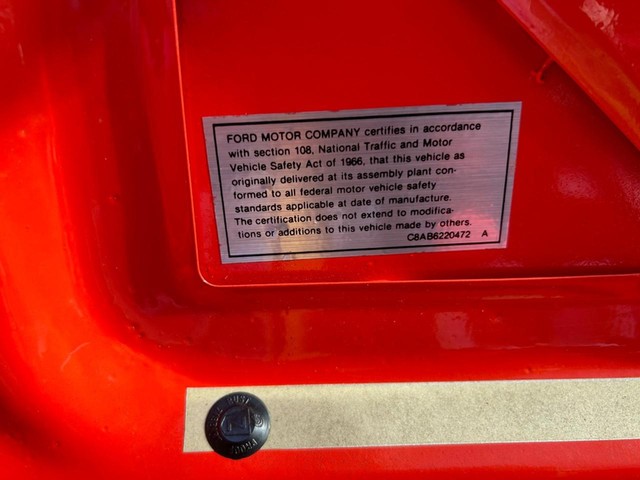 FORD MOTOR COMPANY certifies in accordance
with section 108, National Traffic and Motor
Vehicle Safety Act of 1966, that this vehicle as
originally delivered at its assembly plant con-
formed to all federal motor vehicle safety
standards applicable at date of manufacture.
The certification does not extend to modifica-
tions or additions to this vehicle made by others.
C8AB6220472 A
RUST
PROOF